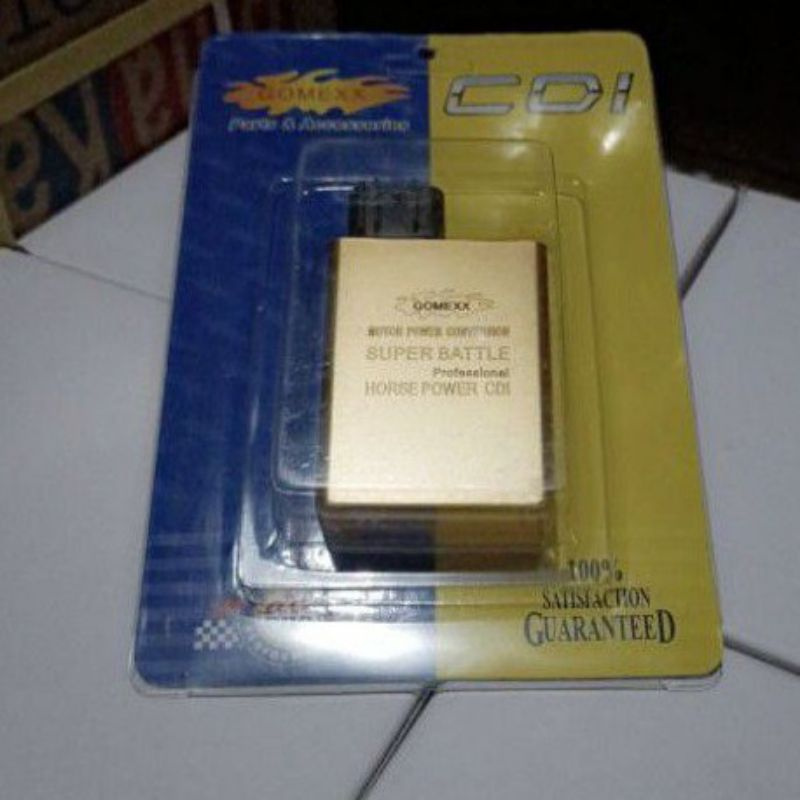 GOMEXX
Parts & Accessories
CDI
GOMEXX
MOTOR POWER CONVERSION
SUPER BATTLE
Professional
HORSE POWER CDI
100%
SATISFACTION
GUARANTEED